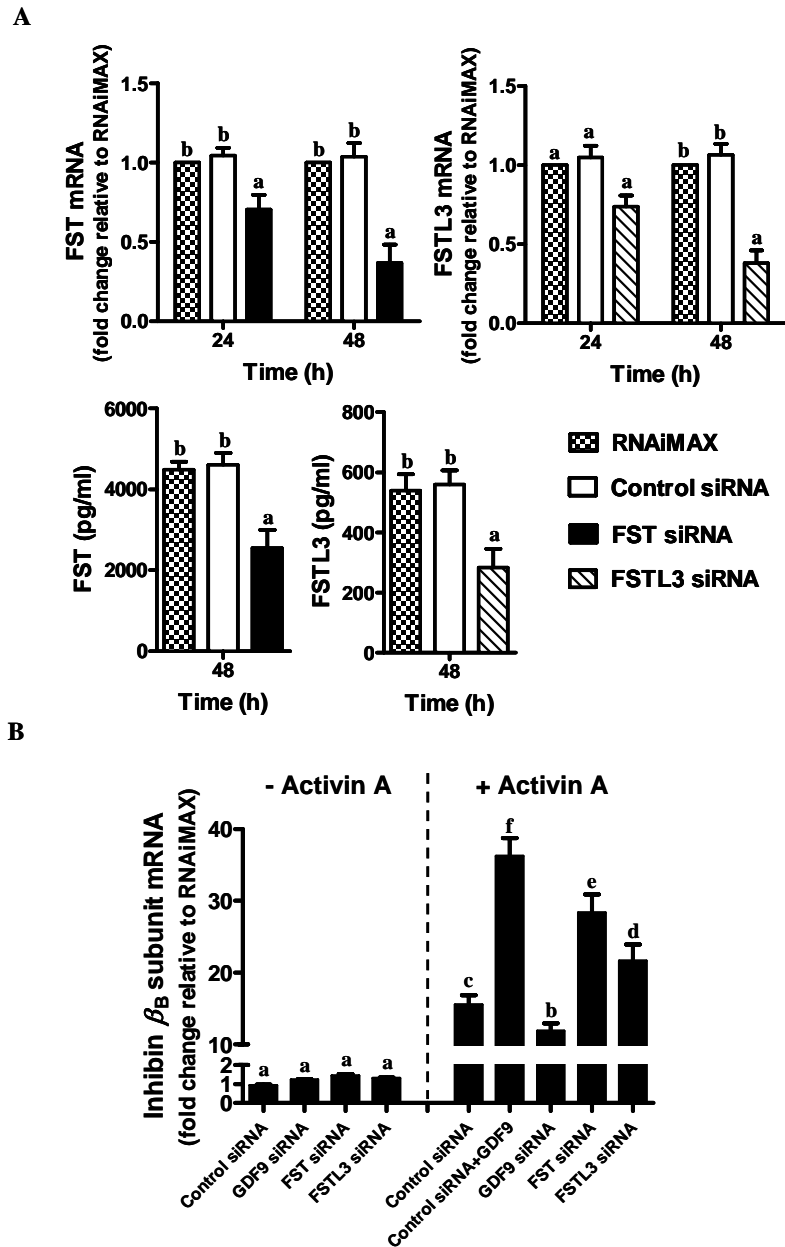 A
FST mRNA
(fold change relative to RNAiMAX)
1.5
1.0
0.5
0.0
b
b
a
b
b
a
24
48
Time (h)
FSTL3 mRNA
(fold change relative to RNAiMAX)
1.5
1.0
0.5
0.0
a
a
a
b
b
a
24
48
Time (h)
FST (pg/ml)
6000
4000
2000
0
b
b
a
48
Time (h)
FSTL3 (pg/ml)
800
600
400
200
0
b
b
a
48
Time (h)
RNAiMAX
Control siRNA
FST siRNA
FSTL3 siRNA
B
- Activin A
+ Activin A
Inhibin βB subunit mRNA
(fold change relative to RNAiMAX)
40
30
20
10
2
1
0
a
a
a
a
c
f
b
e
d
Control siRNA
GDF9 siRNA
FST siRNA
FSTL3 siRNA
Control siRNA
Control siRNA+GDF9
GDF9 siRNA
FST siRNA
FSTL3 siRNA